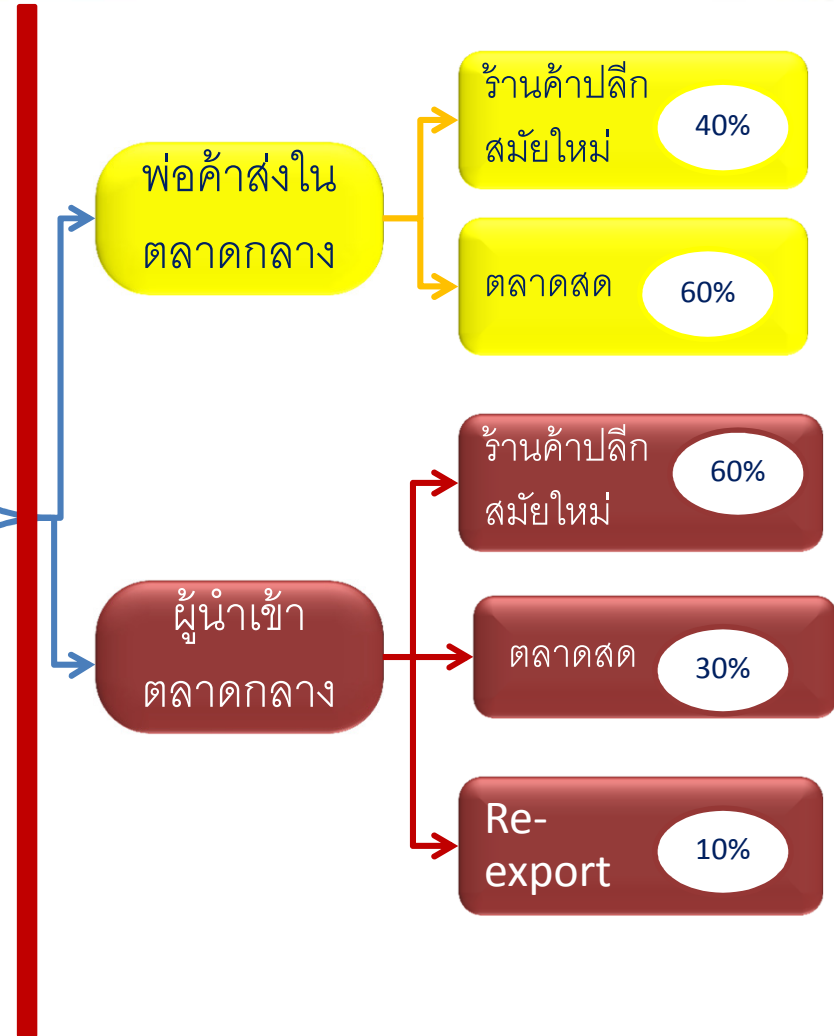 พ่อค้าส่งใน
ตลาดกลาง
ร้านค้าปลีก
สมัยใหม่
40%
ตลาดสด
60%
ผู้นำเข้า
ตลาดกลาง
ร้านค้าปลีก
สมัยใหม่
60%
ตลาดสด
30%
Re-
export
10%